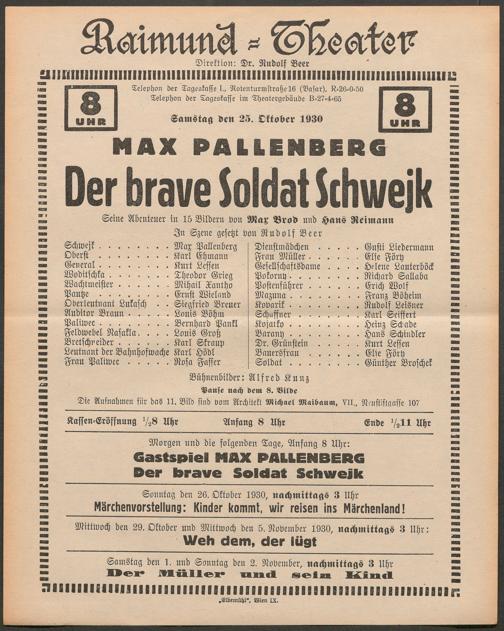 Raimund-Theater
Direktion: Dr. Rudolf Beer
8 UHR
Telephon der Tageskasse I., Rotenturmstraße 16 (Basar), R-26-0-50
Telephon der Tageskasse im Theatergebäude B-27-4-65
Samstag den 25. Oktober 1930
8 UHR
MAX PALLENBERG
Der brave Soldat Schwejk
Seine Abenteuer in 15 Bildern von Max Brod und Hans Reimann
In Szene gesetzt von Rudolf Beer
Schwejk . . . . . . . . Max Pallenberg
Oberst . . . . . . . . Karl Ehmann
General . . . . . . . . Kurt Lessen
Woditschka . . . . . . Theodor Grieg
Wachtmeister . . . . . Mihail Xantho
Wanze . . . . . . . . Ernst Wieland
Oberleutnant Lukasch . . Siegfried Breuer
Auditor Braun . . . . . Louis Böhm
Paliwec . . . . . . . . Bernhard Pankl
Feldwebel Nasakla . . . Louis Groß
Bretschneider . . . . . Karl Skraup
Leutnant der Bahnhofwache Karl Hödl
Frau Paliwec . . . . . Rosa Fasser
Dienstmädchen . . . . . Gusti Liedermann
Frau Müller . . . . . . Else Föry
Gesellschaftsdame . . . Helene Lauterböck
Pokorny . . . . . . . . Richard Sallaba
Postenführer . . . . . Erich Wolf
Mazuna . . . . . . . . Franz Böheim
Kovarik . . . . . . . . Rudolf Leisner
Schaffner . . . . . . . Karl Seiffert
Kojatko . . . . . . . . Heinz Schade
Barany . . . . . . . . Hans Schindler
Dr. Grünstein . . . . . Kurt Lessen
Bauersfrau . . . . . . Elie Föry
Soldat . . . . . . . . Günther Broschek
Bühnenbilder: Alfred Kunz
Pause nach dem 8. Bilde
Die Aufnahmen für das 11. Bild sind vom Architekt Michael Maibaum, VII., Neustiftgasse 107
Kassen-Eröffnung 1/28 Uhr Anfang 8 Uhr Ende 1/211 Uhr
Morgen und die folgenden Tage, Anfang 8 Uhr:
Gastspiel MAX PALLENBERG
Der brave Soldat Schwejk
Sonntag den 26. Oktober 1930, nachmittags 3 Uhr
Märchenvorstellung: Kinder kommt, wir reisen ins Märchenland!
Mittwoch den 29. Oktober und Mittwoch den 5. November 1930, nachmittags 3 Uhr:
Weh dem, der lügt
Samstag den 1. und Sonntag den 2. November, nachmittags 3 Uhr
Der Müller und sein Kind
„Elbemühl“, Wien IX.